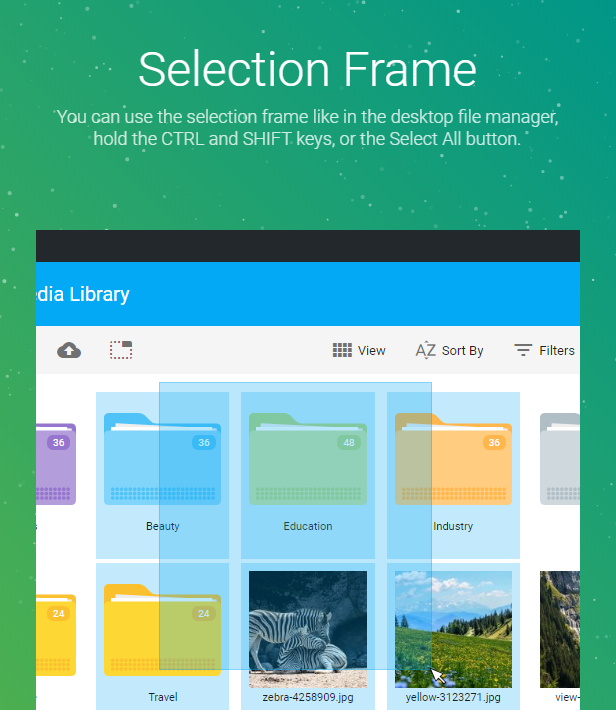 Selection Frame
You can use the selection frame like in the desktop file manager,
hold the CTRL and SHIFT keys, or the Select All button.
dia Library
View
Sort By
Filters
36
36
48
36
s
Beauty
Education
Industry
24
24
Travel
zebra-4258909.jpg
yellow-3123271.jpg
view-